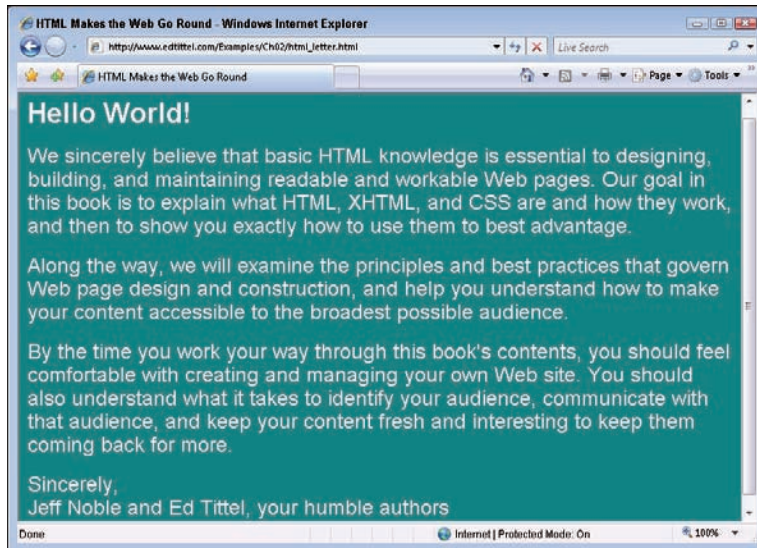 HTML Makes the Web Go Round - Windows Internet Explorer
http://www.edtittel.com/Examples/Ch02/html_letter.html
Live Search
HTML Makes the Web Go Round
Page
Tools
Hello World!
We sincerely believe that basic HTML knowledge is essential to designing,
building, and maintaining readable and workable Web pages. Our goal in
this book is to explain what HTML, XHTML, and CSS are and how they work,
and then to show you exactly how to use them to best advantage.
Along the way, we will examine the principles and best practices that govern
Web page design and construction, and help you understand how to make
your content accessible to the broadest possible audience.
By the time you work your way through this book's contents, you should feel
comfortable with creating and managing your own Web site. You should
also understand what it takes to identify your audience, communicate with
that audience, and keep your content fresh and interesting to keep them
coming back for more.
Sincerely,
Jeff Noble and Ed Tittel, your humble authors
Done
Internet | Protected Mode: On
100%